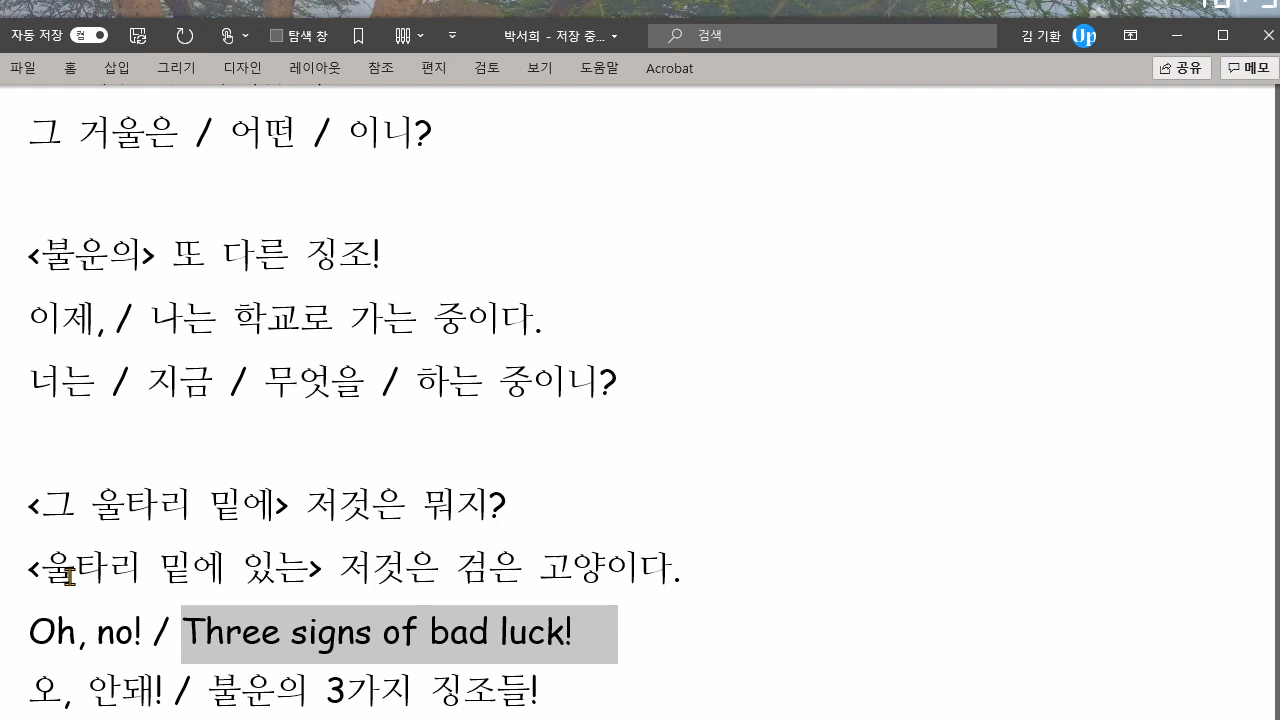 자동 저장 컴 탐색 창 박서희 - 저장 중... 검색 김 기환 Up
파일 홈 삽입 그리기 디자인 레이아웃 참조 편지 검토 보기 도움말 Acrobat 공유 메모
그 거울은 / 어떤 / 이니?
<불운의> 또 다른 징조!
이제, / 나는 학교로 가는 중이다.
너는 / 지금 / 무엇을 / 하는 중이니?
<그 울타리 밑에> 저것은 뭐지?
<울타리 밑에 있는> 저것은 검은 고양이다.
Oh, no! / Three signs of bad luck!
오, 안돼! / 불운의 3가지 징조들!